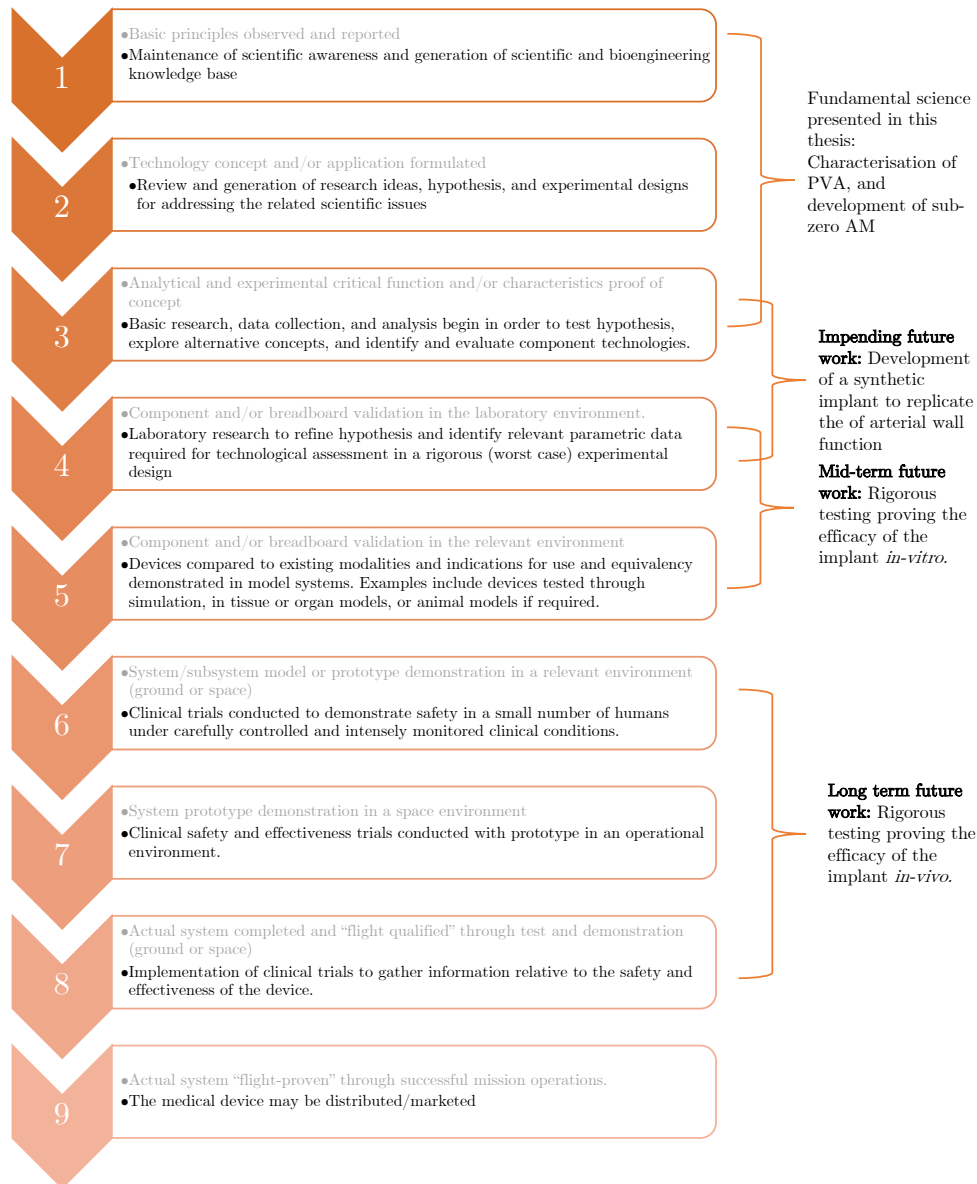 1
●Basic principles observed and reported
●Maintenance of scientific awareness and generation of scientific and bioengineering
knowledge base
Fundamental science
presented in this
thesis:
Characterisation of
PVA, and
development of sub-
zero AM
2
●Technology concept and/or application formulated
●Review and generation of research ideas, hypothesis, and experimental designs
for addressing the related scientific issues
3
●Analytical and experimental critical function and/or characteristics proof of
concept
●Basic research, data collection, and analysis begin in order to test hypothesis,
explore alternative concepts, and identify and evaluate component technologies.
Impending future
work: Development
of a synthetic
implant to replicate
the of arterial wall
function
4
●Component and/or breadboard validation in the laboratory environment.
●Laboratory research to refine hypothesis and identify relevant parametric data
required for technological assessment in a rigorous (worst case) experimental
design
Mid-term future
work: Rigorous
testing proving the
efficacy of the
implant in-vitro.
5
●Component and/or breadboard validation in the relevant environment
●Devices compared to existing modalities and indications for use and equivalency
demonstrated in model systems. Examples include devices tested through
simulation, in tissue or organ models, or animal models if required.
6
●System/subsystem model or prototype demonstration in a relevant environment
(ground or space)
●Clinical trials conducted to demonstrate safety in a small number of humans
under carefully controlled and intensely monitored clinical conditions.
7
●System prototype demonstration in a space environment
●Clinical safety and effectiveness trials conducted with prototype in an operational
environment.
Long term future
work: Rigorous
testing proving the
efficacy of the
implant in-vivo.
8
●Actual system completed and “flight qualified” through test and demonstration
(ground or space)
●Implementation of clinical trials to gather information relative to the safety and
effectiveness of the device.
9
●Actual system “flight-proven” through successful mission operations.
●The medical device may be distributed/marketed